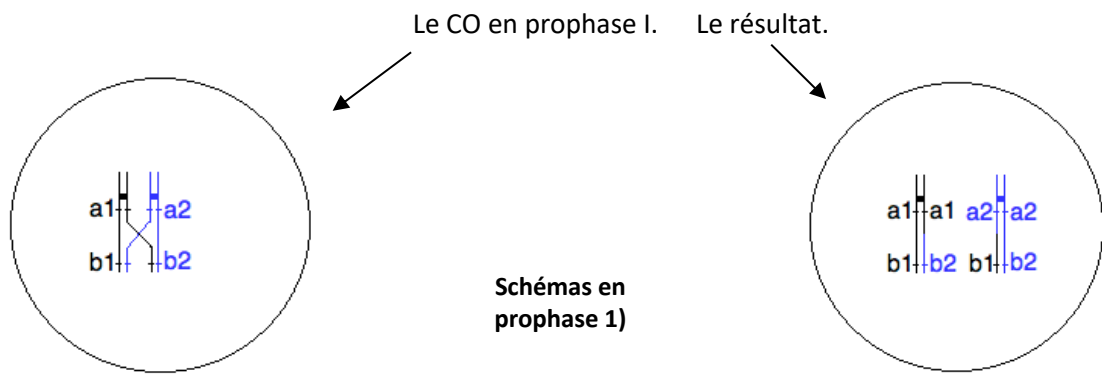 Le CO en prophase I. Le résultat.
a1 a2
b1 b2
a1 a1 a2 a2
b1 b2 b1 b2
Schémas en
prophase 1)